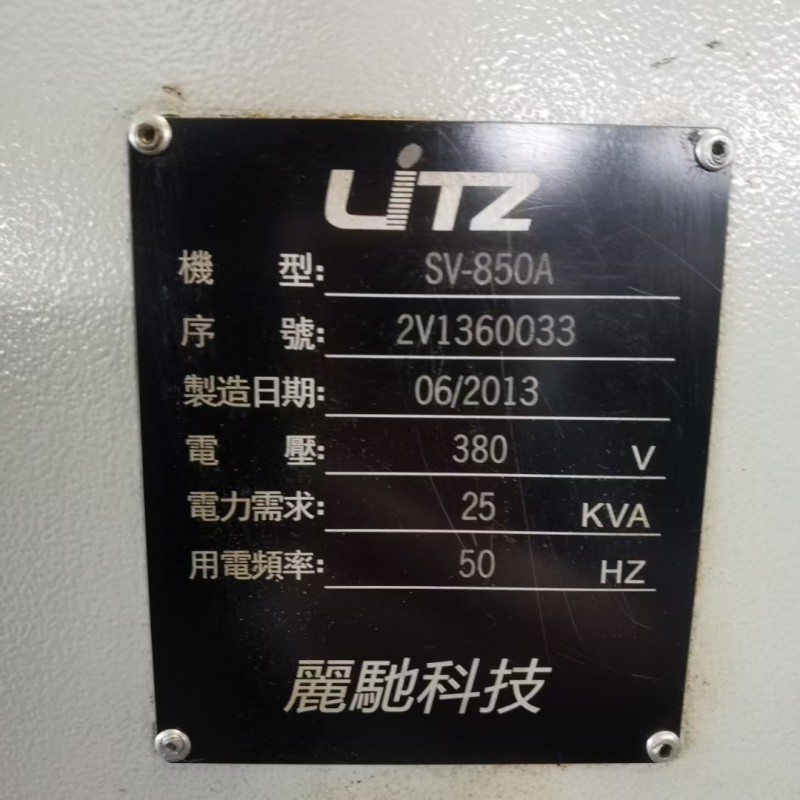 LiTZ
機 型: SV-850A
序 號: 2V1360033
製造日期: 06/2013
電 壓: 380 V
電力需求: 25 KVA
用電頻率: 50 HZ
麗馳科技